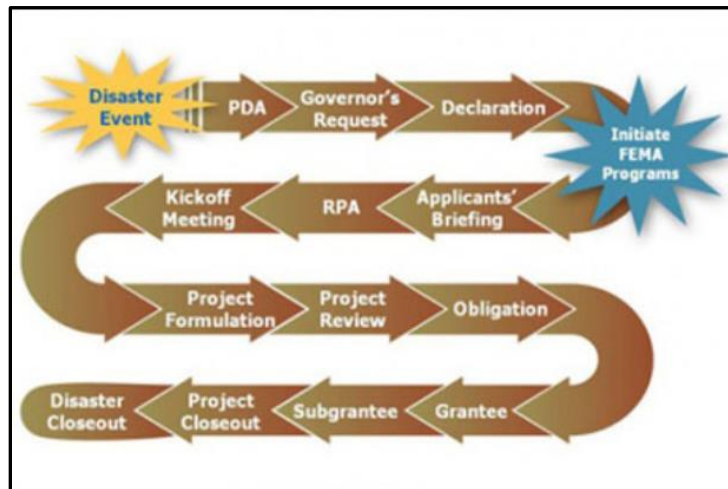 Disaster
Event
PDA
Governor's
Request
Declaration
Initiate
FEMA
Programs
Applicants'
Briefing
RPA
Kickoff
Meeting
Project
Formulation
Project
Review
Obligation
Grantee
Subgrantee
Project
Closeout
Disaster
Closeout